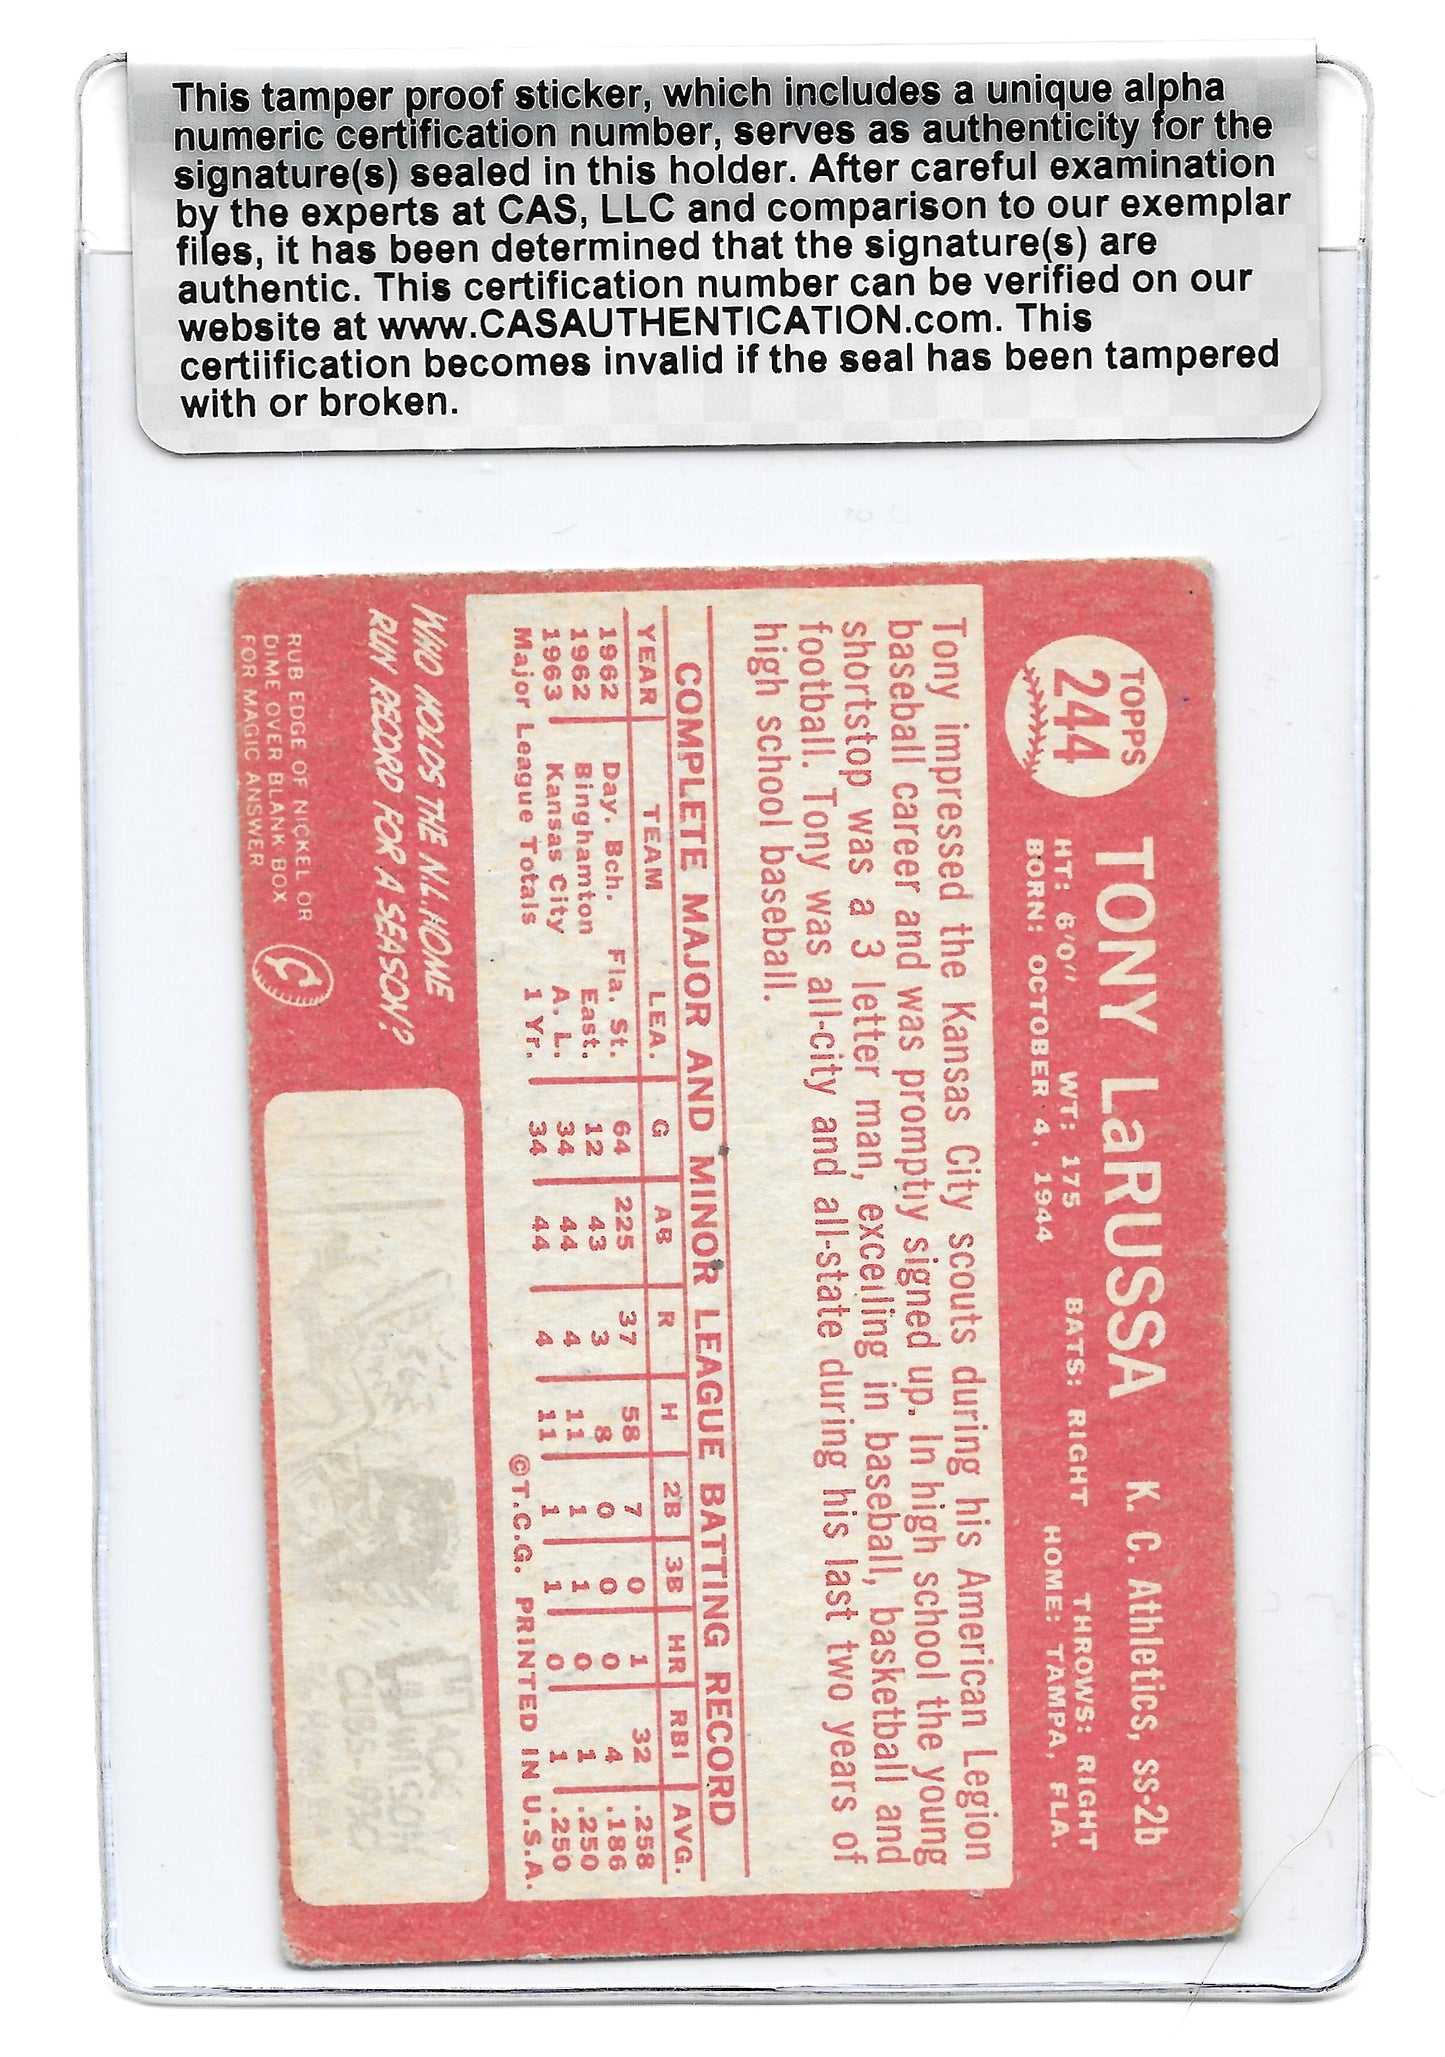 This tamper proof sticker, which includes a unique alpha
numeric certification number, serves as authenticity for the
signature(s) sealed in this holder. After careful examination
by the experts at CAS, LLC and comparison to our exemplar
files, it has been determined that the signature(s) are
authentic. This certification number can be verified on our
website at www.CASAUTHENTICATION.com. This
certiification becomes invalid if the seal has been tampered
with or broken.
TOPPS
244
TONY LaRUSSA K. C. Athletics, ss-2b
HT: 6'0" WT: 175 BATS: RIGHT THROWS: RIGHT
BORN: OCTOBER 4, 1944 HOME: TAMPA, FLA.
Tony impressed the Kansas City scouts during his American Legion
baseball career and was promptly signed up. In high school the young
shortstop was a 3 letter man, exceiling in baseball, basketball and
football. Tony was all-city and all-state during his last two years of
high school baseball.
COMPLETE MAJOR AND MINOR LEAGUE BATTING RECORD
YEAR TEAM LEA. G AB R H 2B 3B HR RBI AVG.
1962 Day. Bch. Fla. St. 64 225 37 58 7 0 1 32 .258
1962 Binghamton East. 12 43 3 8 0 0 0 4 .186
1963 Kansas City A. L. 34 44 4 11 1 1 0 1 .250
Major League Totals 1 Yr. 34 44 4 11 1 1 0 1 .250
©T.C.G. PRINTED IN U.S.A.
WHO HOLDS THE N.L. HOME
RUN RECORD FOR A SEASON?
RUB EDGE OF NICKEL OR
DIME OVER BLANK BOX
FOR MAGIC ANSWER